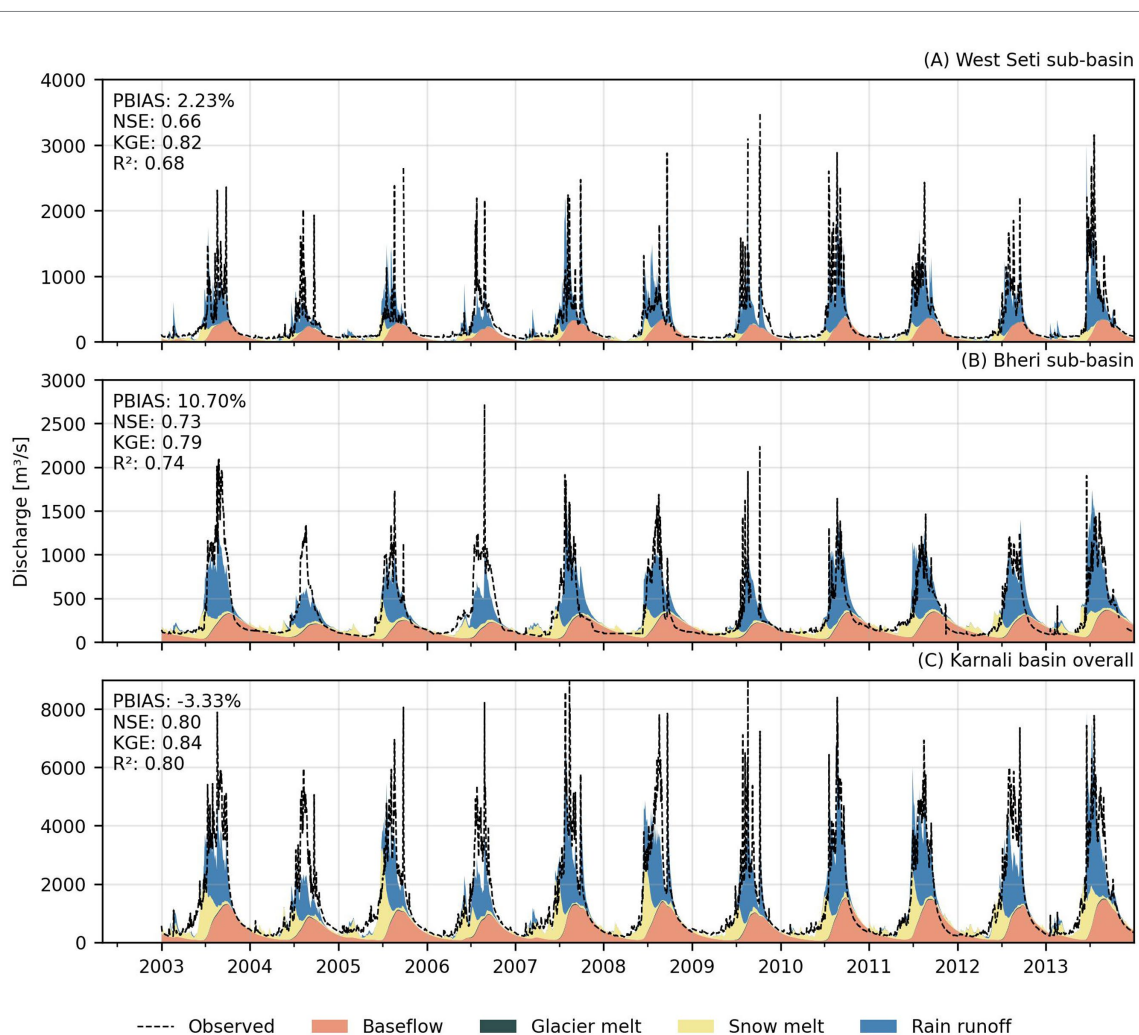 (A) West Seti sub-basin
4000
3000
2000
1000
0
PBIAS: 2.23%
NSE: 0.66
KGE: 0.82
R²: 0.68
(B) Bheri sub-basin
3000
2500
2000
1500
1000
500
0
PBIAS: 10.70%
NSE: 0.73
KGE: 0.79
R²: 0.74
Discharge [m³/s]
(C) Karnali basin overall
8000
6000
4000
2000
0
PBIAS: -3.33%
NSE: 0.80
KGE: 0.84
R²: 0.80
2003 2004 2005 2006 2007 2008 2009 2010 2011 2012 2013
Observed Baseflow Glacier melt Snow melt Rain runoff